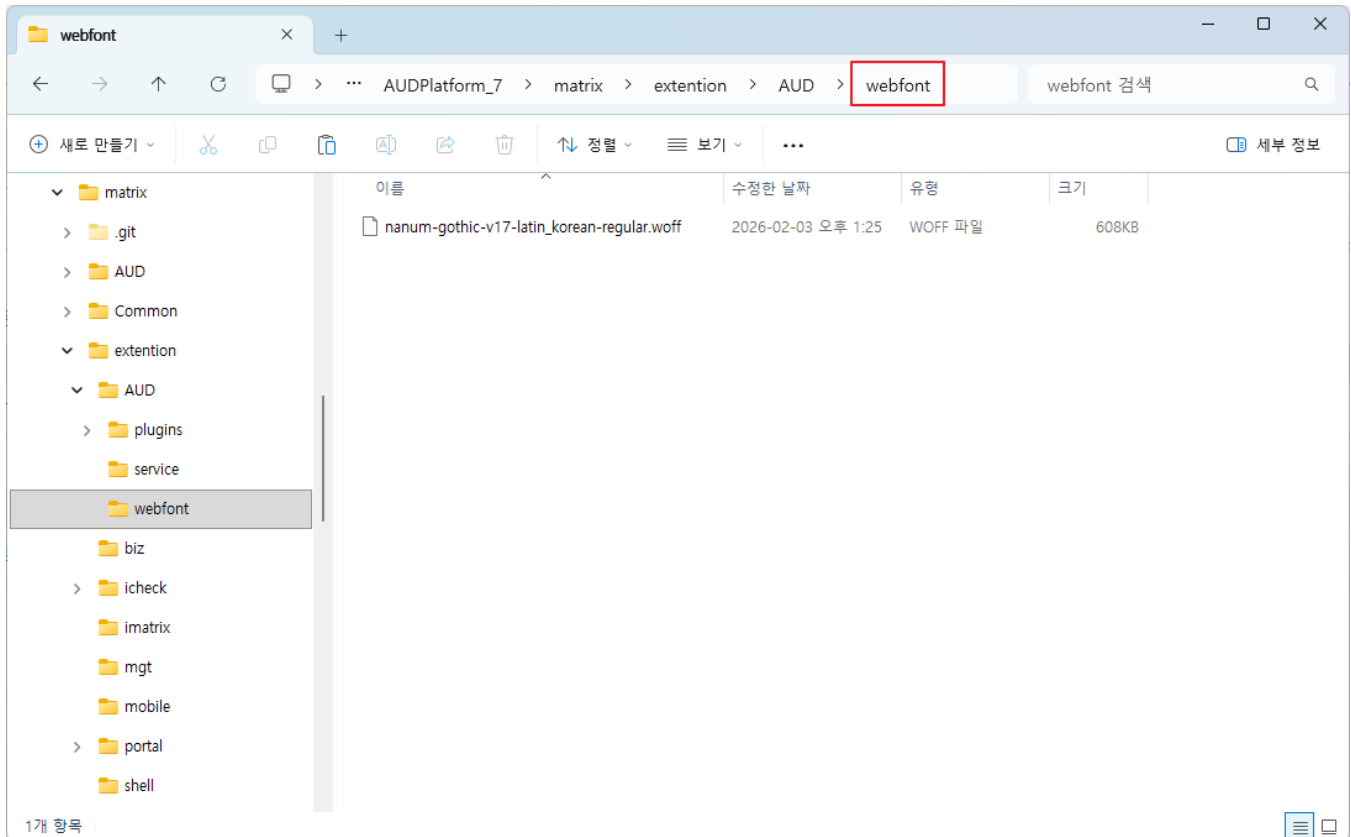 webfont
AUDPlatform_7 > matrix > extention > AUD > webfont
webfont 검색
새로 만들기
정렬
보기
세부 정보
matrix
.git
AUD
Common
extention
AUD
plugins
service
webfont
biz
icheck
imatrix
mgt
mobile
portal
shell
이름 수정한 날짜 유형 크기
nanum-gothic-v17-latin_korean-regular.woff 2026-02-03 오후 1:25 WOFF 파일 608KB
1개 항목